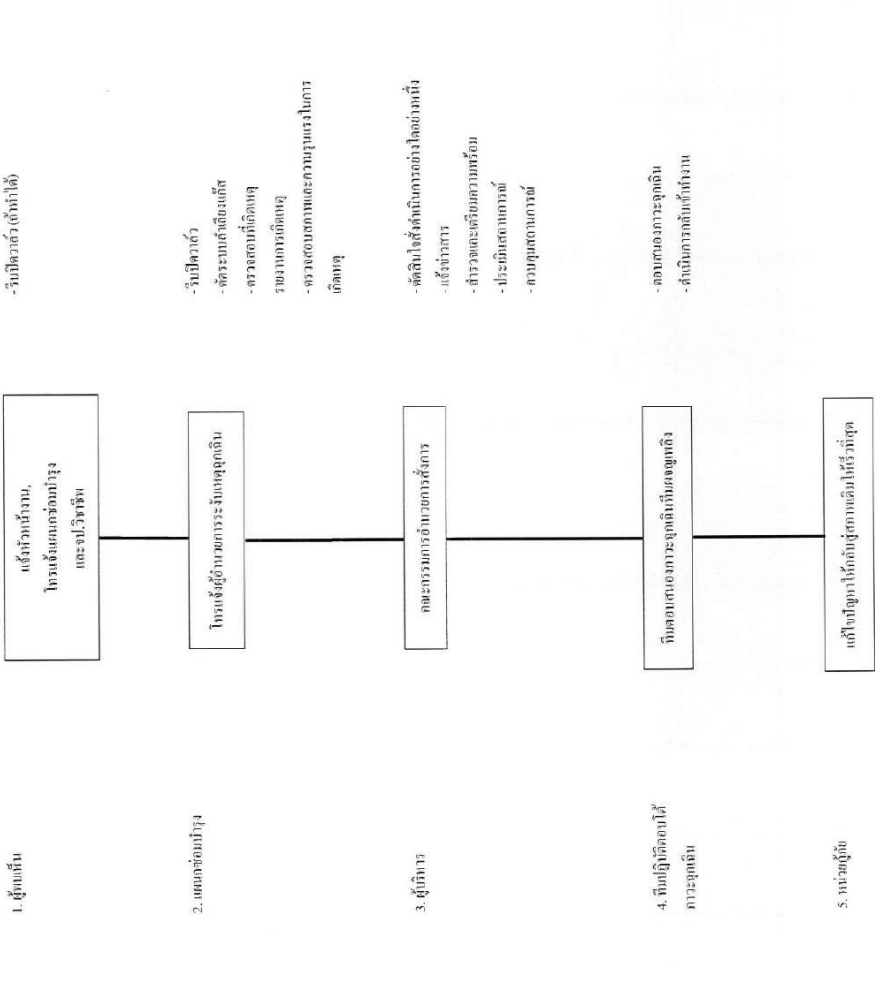 1. ผู้พบเห็น
แจ้งหัวหน้างาน,
โทรแจ้งแผนกซ่อมบำรุง
และจป.วิชาชีพ
- รีบปิดวาล์ว (ถ้าทำได้)
2. แผนกซ่อมบำรุง
โทรแจ้งผู้อำนวยการระงับเหตุฉุกเฉิน
- รีบปิดวาล์ว
- ตัดระบบลำเลียงแก๊ส
- ตรวจสอบที่เกิดเหตุ
รายงานการเกิดเหตุ
- ตรวจสอบสภาพและความรุนแรงในการ
เกิดเหตุ
3. ผู้บริหาร
คณะกรรมการอำนวยการสั่งการ
- ตัดสินใจสั่งดำเนินการอย่างใดอย่างหนึ่ง
- แจ้งข่าวสาร
- สำรวจและเตรียมความพร้อม
- ประเมินสถานการณ์
- ควบคุมสถานการณ์
4. ทีมปฏิบัติตอบโต้
ภาวะฉุกเฉิน
ทีมตอบสนองภาวะฉุกเฉินทีมผจญเพลิง
- ตอบสนองภาวะฉุกเฉิน
- ดำเนินการกลับเข้าทำงาน
5. หน่วยกู้ภัย
แก้ไขปัญหาให้กลับสู่สภาพเดิมให้เร็วที่สุด